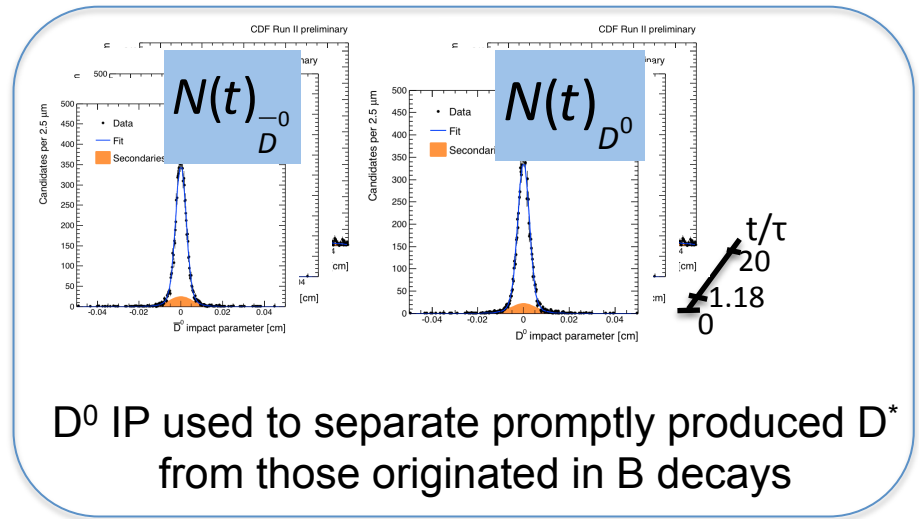 CDF Run II preliminary
CDF Run II preliminary
500
N(t) D̅⁰
N(t) D⁰
Candidates per 2.5 μm
500
450
400
350
300
250
200
150
100
50
0
Data
Fit
Secondaries
-0.04 -0.02 0 0.02 0.04
D̅⁰ impact parameter [cm]
cm]
[cm]
Candidates per 2.5 μm
500
450
400
350
300
250
200
150
100
50
0
Data
Fit
-0.04 -0.02 0 0.02 0.04
D⁰ impact parameter [cm]
[cm]
t/τ
20
1.18
0
D⁰ IP used to separate promptly produced D*
from those originated in B decays